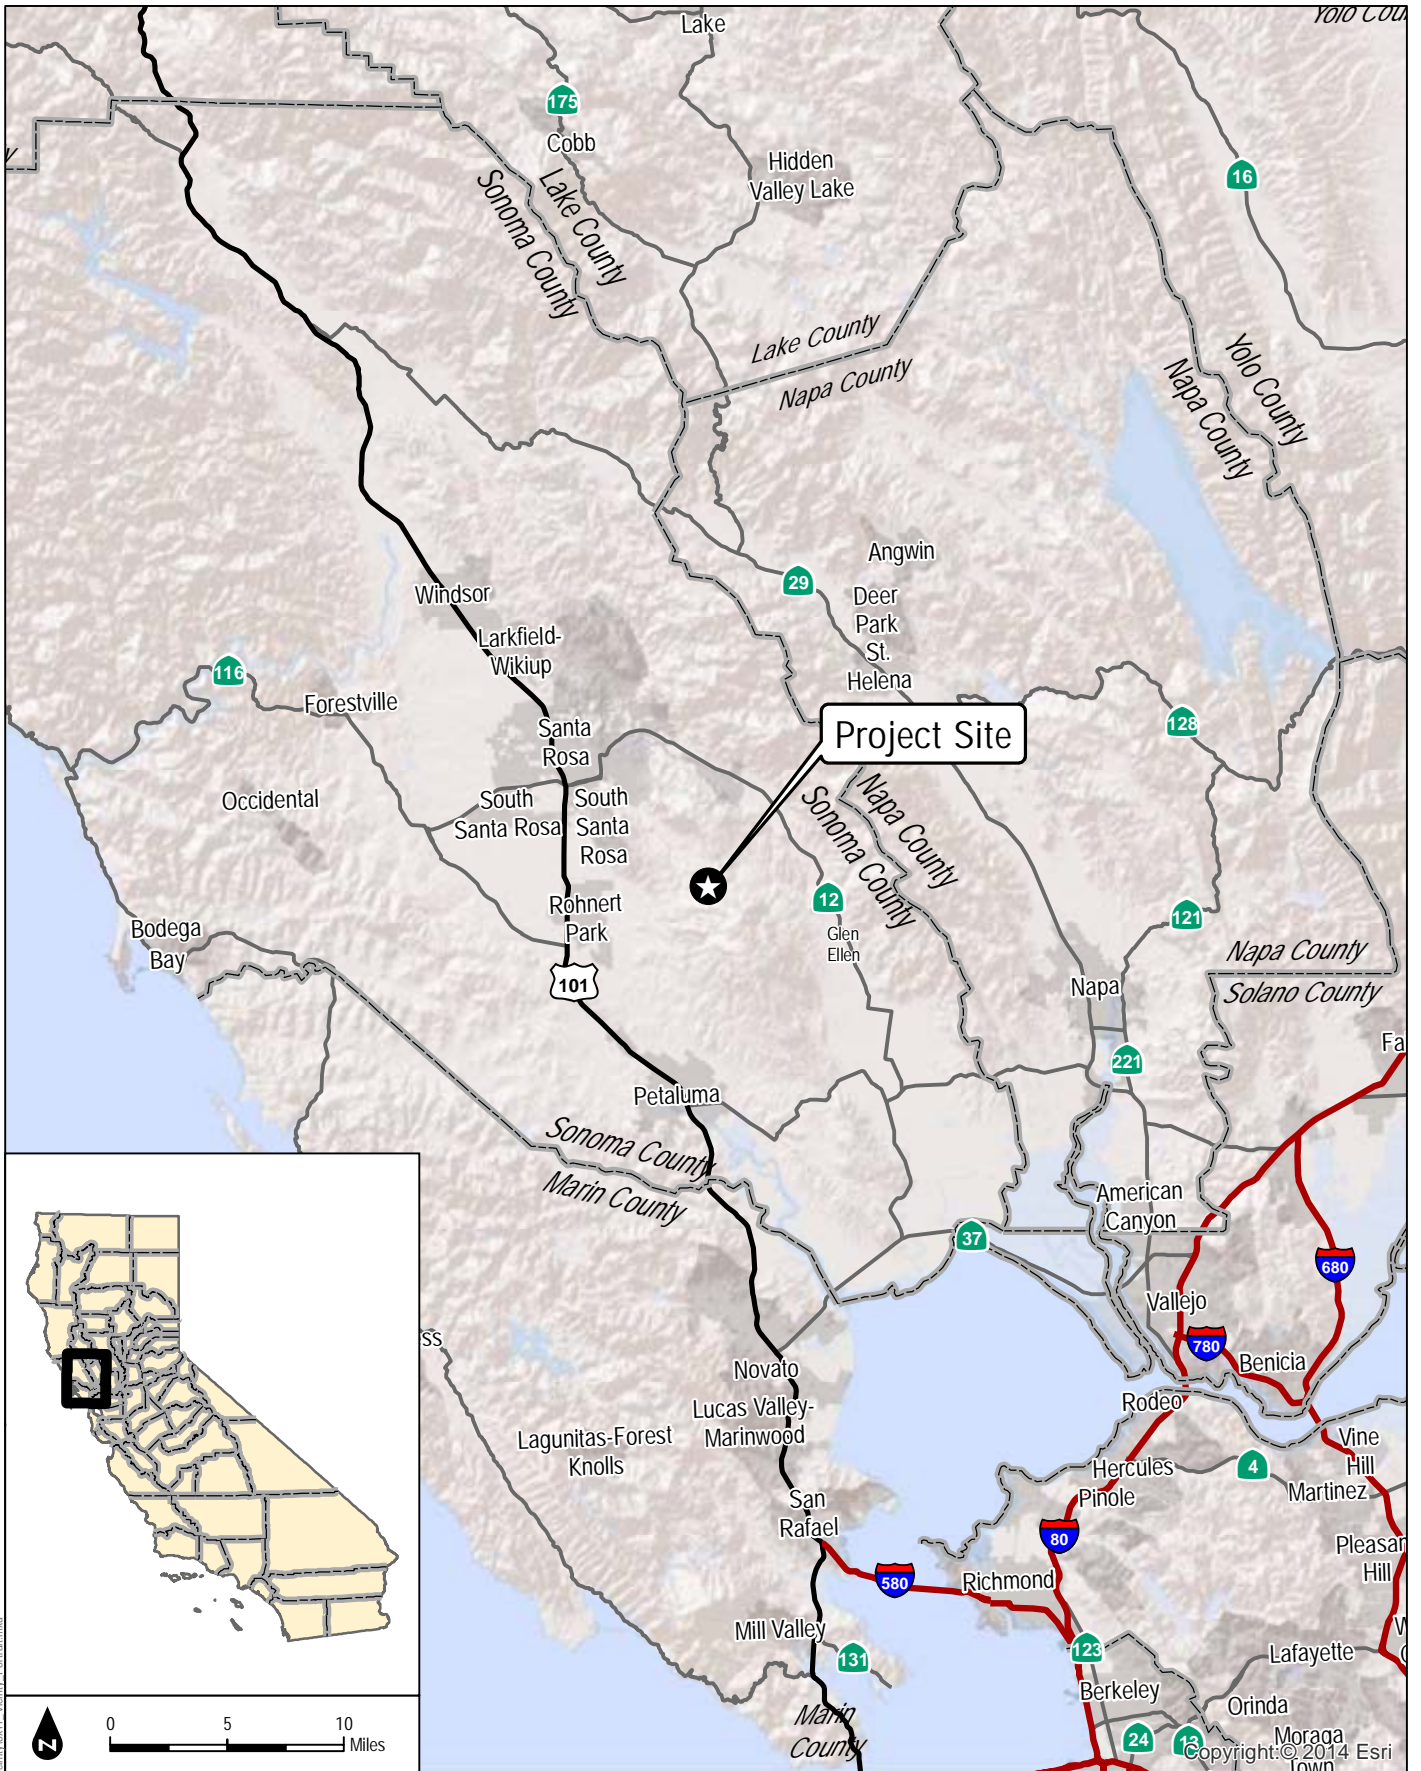 Lake
Yolo Cou
175
Cobb
Hidden
Valley Lake
16
y
Sonoma County
Lake County
Lake County
Napa County
Yolo County
Napa County
Angwin
29
Deer
Park
St.
Helena
Windsor
Larkfield-
Wikiup
116
Forestville
Santa
Rosa
128
Project Site
Occidental
South
Santa Rosa
South
Santa
Rosa
Napa County
Sonoma County
12
Glen
Ellen
Rohnert
Park
121
Bodega
Bay
101
Napa County
Solano County
Napa
221
Fa
Petaluma
Sonoma County
Marin County
American
Canyon
37
680
Vallejo
780
Benicia
ss
Novato
Rodeo
Lucas Valley-
Marinwood
Lagunitas-Forest
Knolls
Vine
Hill
Hercules
4
Pinole
Martinez
San
Rafael
80
Pleasan
Hill
580
Richmond
Mill Valley
131
123
Lafayette
Berkeley
Orinda
Marin
County
24
13
Moraga
Town
Copyright:© 2014 Esri
N
0 5 10
Miles